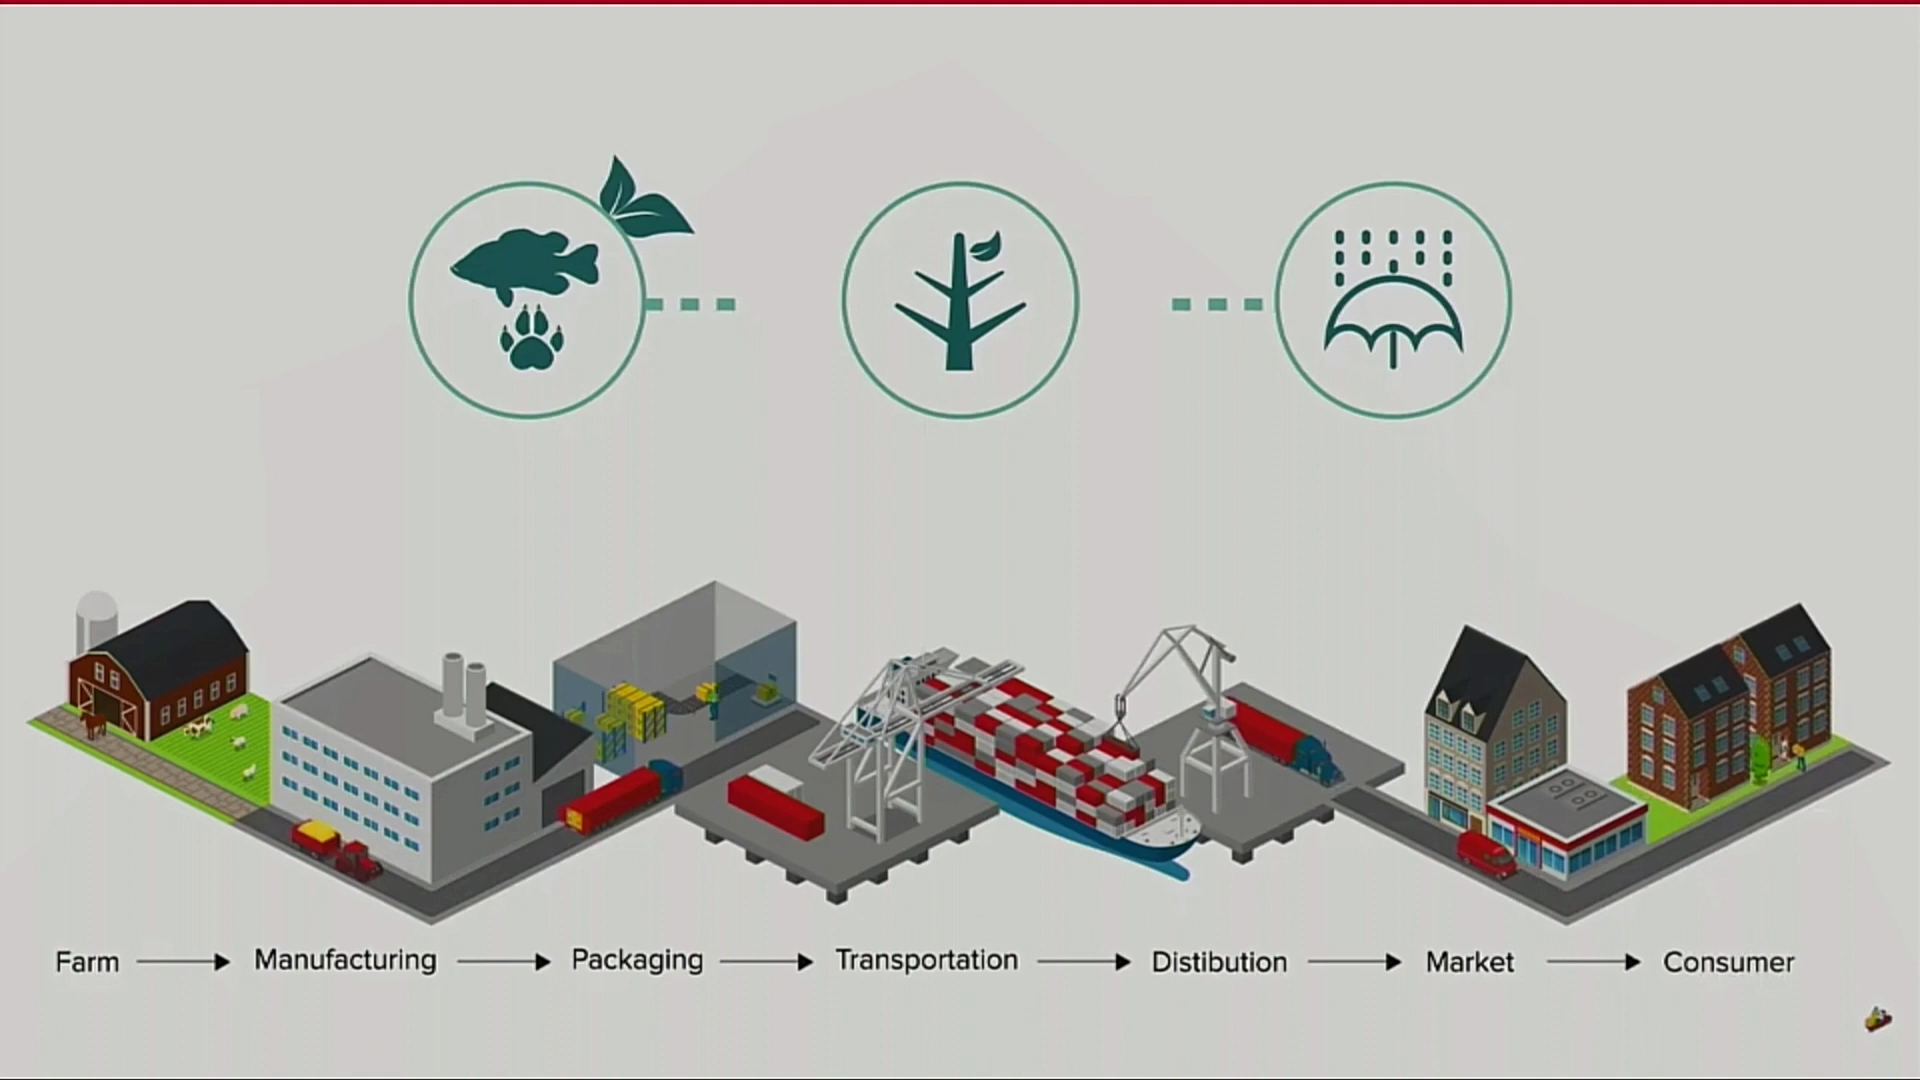 Farm
Manufacturing
Packaging
Transportation
Distibution
Market
Consumer